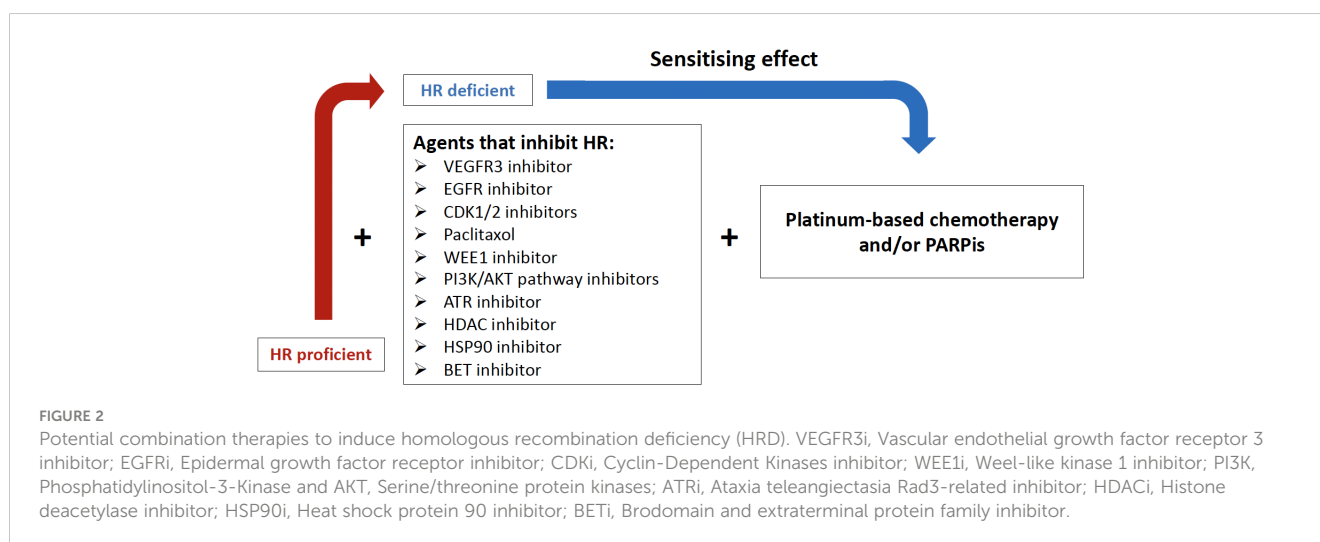 Sensitising effect
HR deficient
Agents that inhibit HR:
➢ VEGFR3 inhibitor
➢ EGFR inhibitor
➢ CDK1/2 inhibitors
➢ Paclitaxol
➢ WEE1 inhibitor
➢ PI3K/AKT pathway inhibitors
➢ ATR inhibitor
➢ HDAC inhibitor
➢ HSP90 inhibitor
➢ BET inhibitor
+
+
Platinum-based chemotherapy
and/or PARPis
HR proficient
FIGURE 2
Potential combination therapies to induce homologous recombination deficiency (HRD). VEGFR3i, Vascular endothelial growth factor receptor 3
inhibitor; EGFRi, Epidermal growth factor receptor inhibitor; CDKi, Cyclin-Dependent Kinases inhibitor; WEE1i, Weel-like kinase 1 inhibitor; PI3K,
Phosphatidylinositol-3-Kinase and AKT, Serine/threonine protein kinases; ATRi, Ataxia teleangiectasia Rad3-related inhibitor; HDACi, Histone
deacetylase inhibitor; HSP90i, Heat shock protein 90 inhibitor; BETi, Brodomain and extraterminal protein family inhibitor.